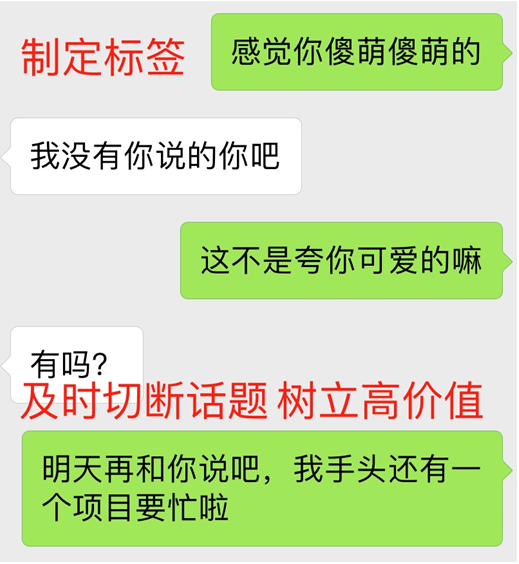 制定标签
感觉你傻萌傻萌的
我没有你说的你吧
这不是夸你可爱的嘛
有吗?
及时切断话题 树立高价值
明天再和你说吧，我手头还有一
个项目要忙啦